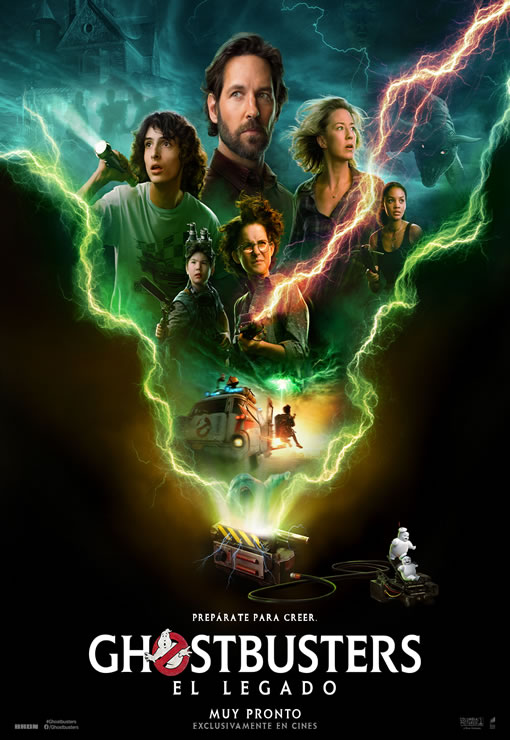 PREPÁRATE PARA CREER.
GHOSTBUSTERS
EL LEGADO
MUY PRONTO
EXCLUSIVAMENTE EN CINES
#Ghostbusters
/Ghostbusters